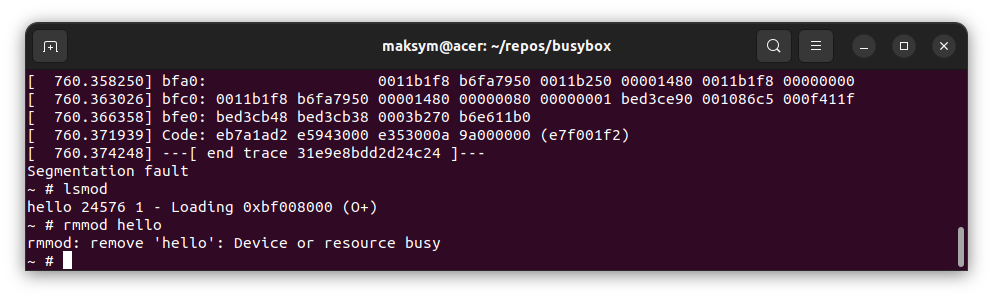 maksym@acer: ~/repos/busybox
[  760.358250] bfa0:                   0011b1f8 b6fa7950 0011b250 00001480 0011b1f8 00000000
[  760.363026] bfc0: 0011b1f8 b6fa7950 00001480 00000080 00000001 bed3ce90 001086c5 000f411f
[  760.366358] bfe0: bed3cb48 bed3cb38 0003b270 b6e611b0
[  760.371939] Code: eb7a1ad2 e5943000 e353000a 9a000000 (e7f001f2)
[  760.374248] ---[ end trace 31e9e8bdd2d24c24 ]---
Segmentation fault
~ # lsmod
hello 24576 1 - Loading 0xbf008000 (O+)
~ # rmmod hello
rmmod: remove 'hello': Device or resource busy
~ #